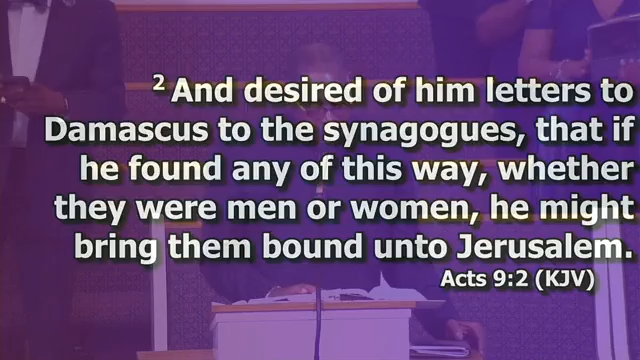 2 And desired of him letters to
Damascus to the synagogues, that if
he found any of this way, whether
they were men or women, he might
bring them bound unto Jerusalem.
Acts 9:2 (KJV)